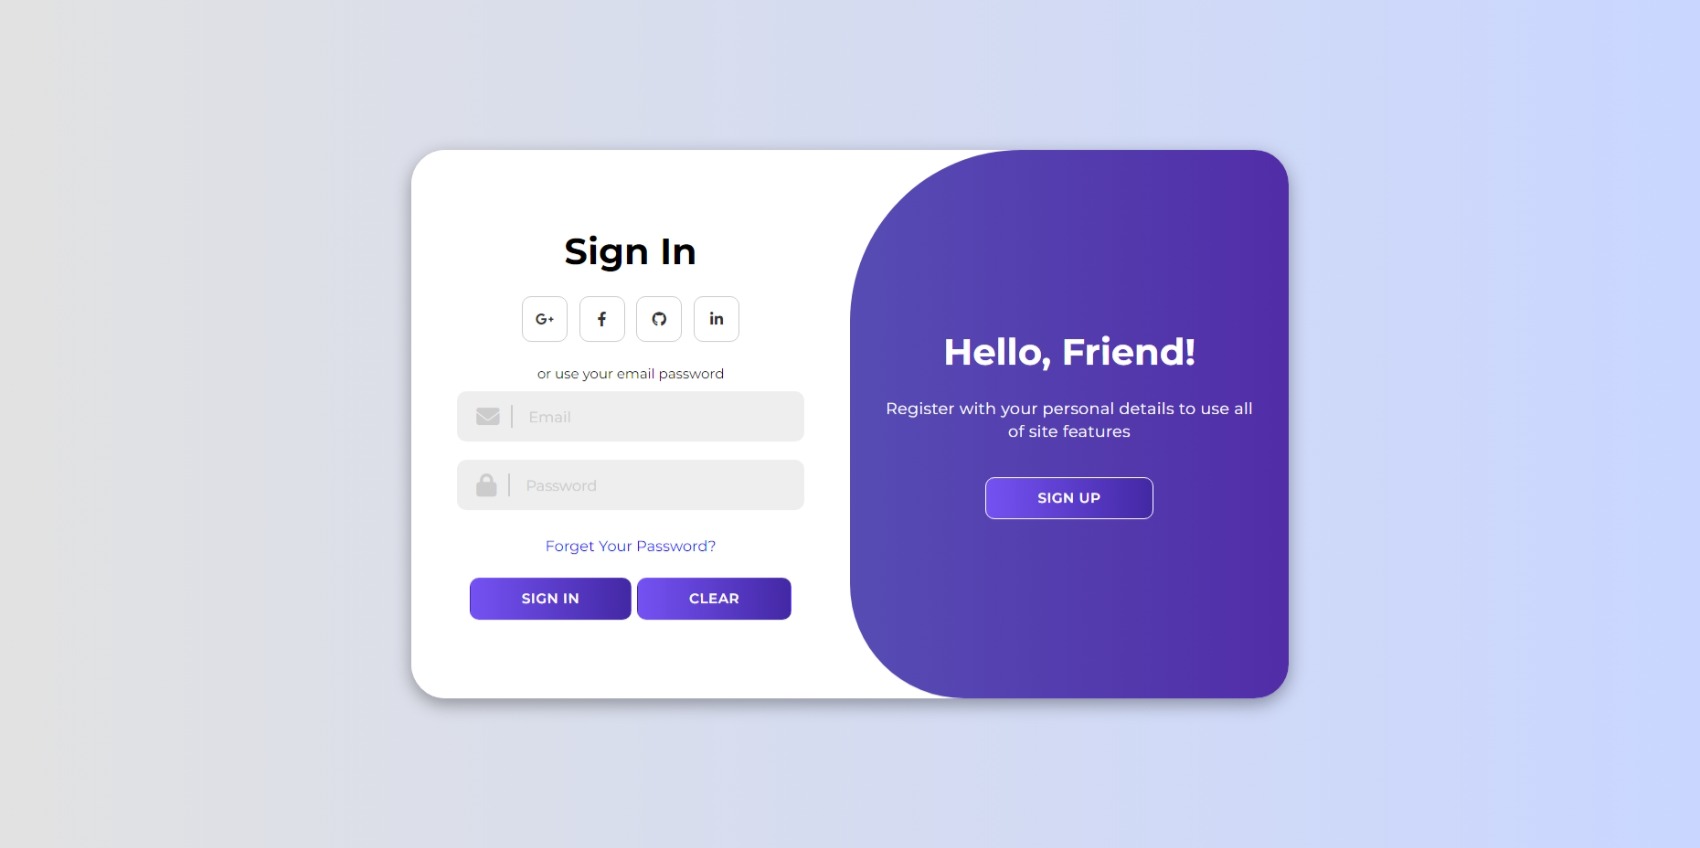 Sign In
G+
f
in
or use your email password
Email
Password
Forget Your Password?
SIGN IN
CLEAR
Hello, Friend!
Register with your personal details to use all
of site features
SIGN UP